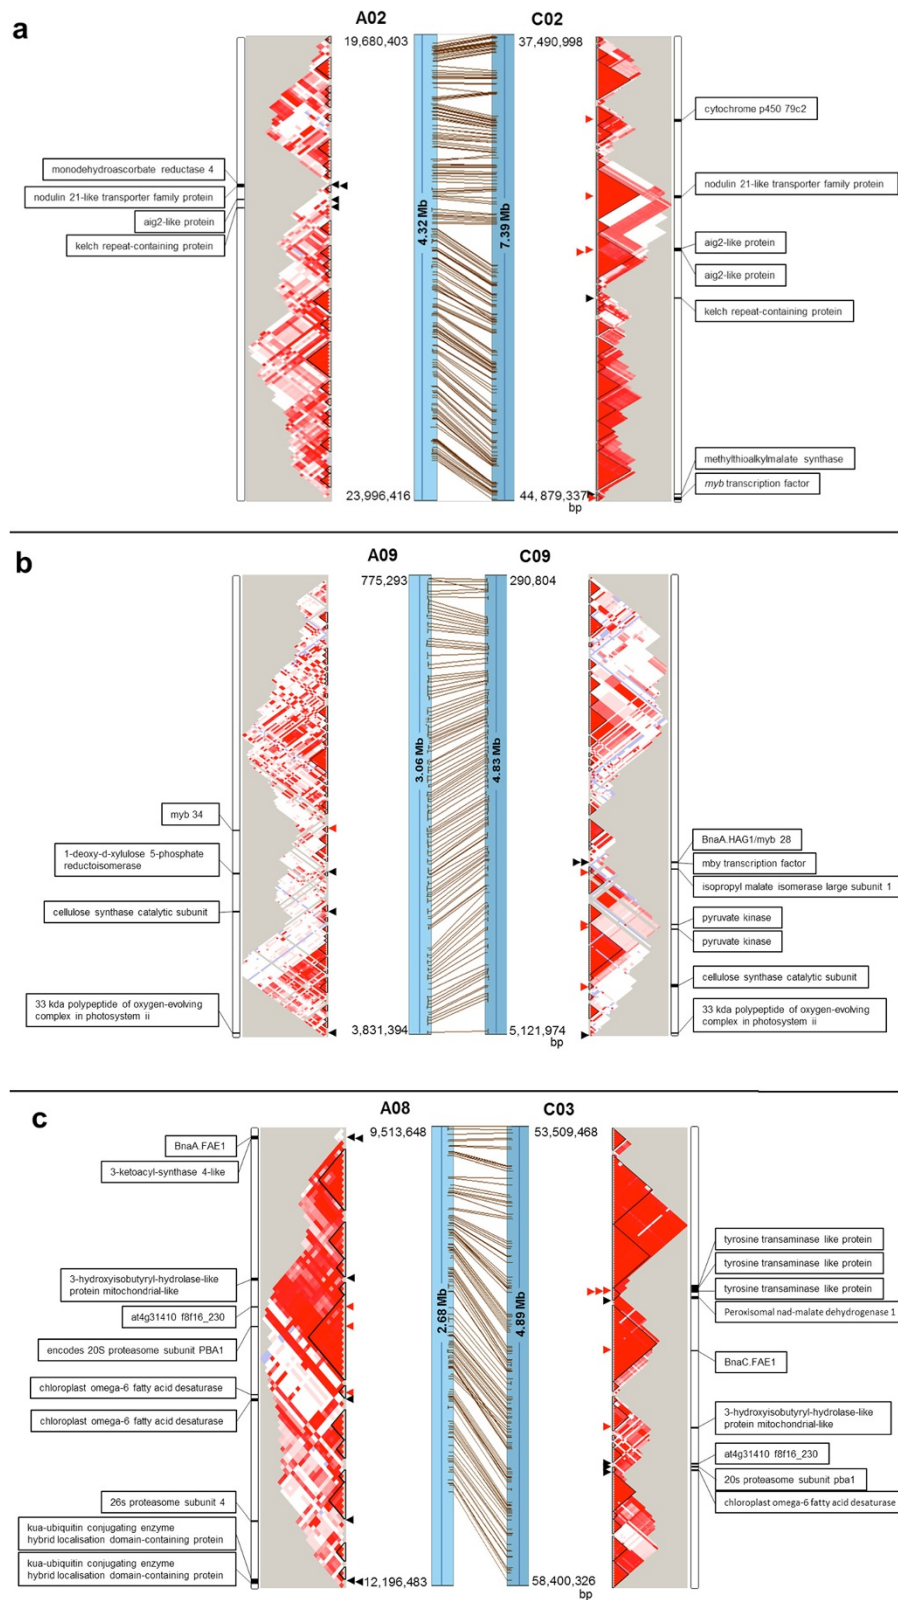 a
A02
C02
19,680,403
37,490,998
cytochrome p450 79c2
monodehydroascorbate reductase 4
nodulin 21-like transporter family protein
aig2-like protein
kelch repeat-containing protein
4.32 Mb
7.39 Mb
nodulin 21-like transporter family protein
aig2-like protein
aig2-like protein
kelch repeat-containing protein
methylthioalkylmalate synthase
myb transcription factor
23,996,416
44,879,337
bp
b
A09
C09
775,293
290,804
3.06 Mb
4.83 Mb
myb 34
1-deoxy-d-xylulose 5-phosphate
reductoisomerase
cellulose synthase catalytic subunit
33 kda polypeptide of oxygen-evolving
complex in photosystem ii
BnaA.HAG1/myb 28
mby transcription factor
isopropyl malate isomerase large subunit 1
pyruvate kinase
pyruvate kinase
cellulose synthase catalytic subunit
33 kda polypeptide of oxygen-evolving
complex in photosystem ii
3,831,394
5,121,974
bp
c
A08
C03
9,513,648
53,509,468
BnaA.FAE1
3-ketoacyl-synthase 4-like
3-hydroxyisobutyryl-hydrolase-like
protein mitochondrial-like
at4g31410 f8f16_230
encodes 20S proteasome subunit PBA1
chloroplast omega-6 fatty acid desaturase
chloroplast omega-6 fatty acid desaturase
26s proteasome subunit 4
kua-ubiquitin conjugating enzyme
hybrid localisation domain-containing protein
kua-ubiquitin conjugating enzyme
hybrid localisation domain-containing protein
2.68 Mb
4.89 Mb
tyrosine transaminase like protein
tyrosine transaminase like protein
tyrosine transaminase like protein
Peroxisomal nad-malate dehydrogenase 1
BnaC.FAE1
3-hydroxyisobutyryl-hydrolase-like
protein mitochondrial-like
at4g31410 f8f16_230
20s proteasome subunit pba1
chloroplast omega-6 fatty acid desaturase
12,196,483
58,400,326
bp